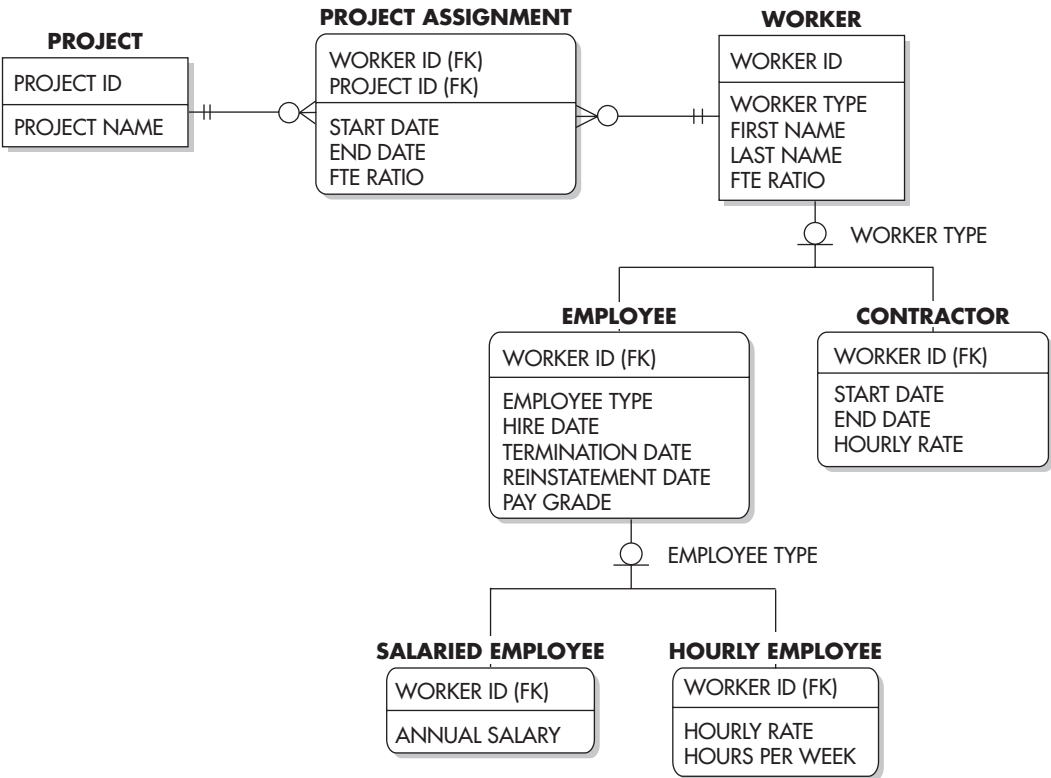 PROJECT
PROJECT ID
PROJECT NAME
PROJECT ASSIGNMENT
WORKER ID (FK)
PROJECT ID (FK)
START DATE
END DATE
FTE RATIO
WORKER
WORKER ID
WORKER TYPE
FIRST NAME
LAST NAME
FTE RATIO
WORKER TYPE
EMPLOYEE
WORKER ID (FK)
EMPLOYEE TYPE
HIRE DATE
TERMINATION DATE
REINSTATEMENT DATE
PAY GRADE
CONTRACTOR
WORKER ID (FK)
START DATE
END DATE
HOURLY RATE
EMPLOYEE TYPE
SALARIED EMPLOYEE
WORKER ID (FK)
ANNUAL SALARY
HOURLY EMPLOYEE
WORKER ID (FK)
HOURLY RATE
HOURS PER WEEK